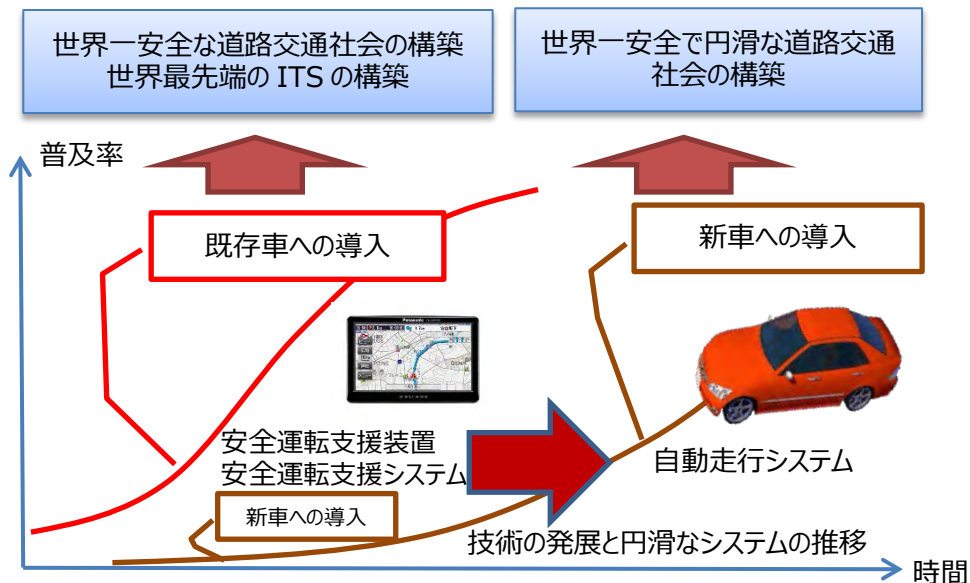 世界一安全な道路交通社会の構築
世界最先端の ITS の構築
世界一安全で円滑な道路交通
社会の構築
普及率
既存車への導入
新車への導入
Panasonic
安全運転支援装置
安全運転支援システム
自動走行システム
新車への導入
技術の発展と円滑なシステムの推移
時間